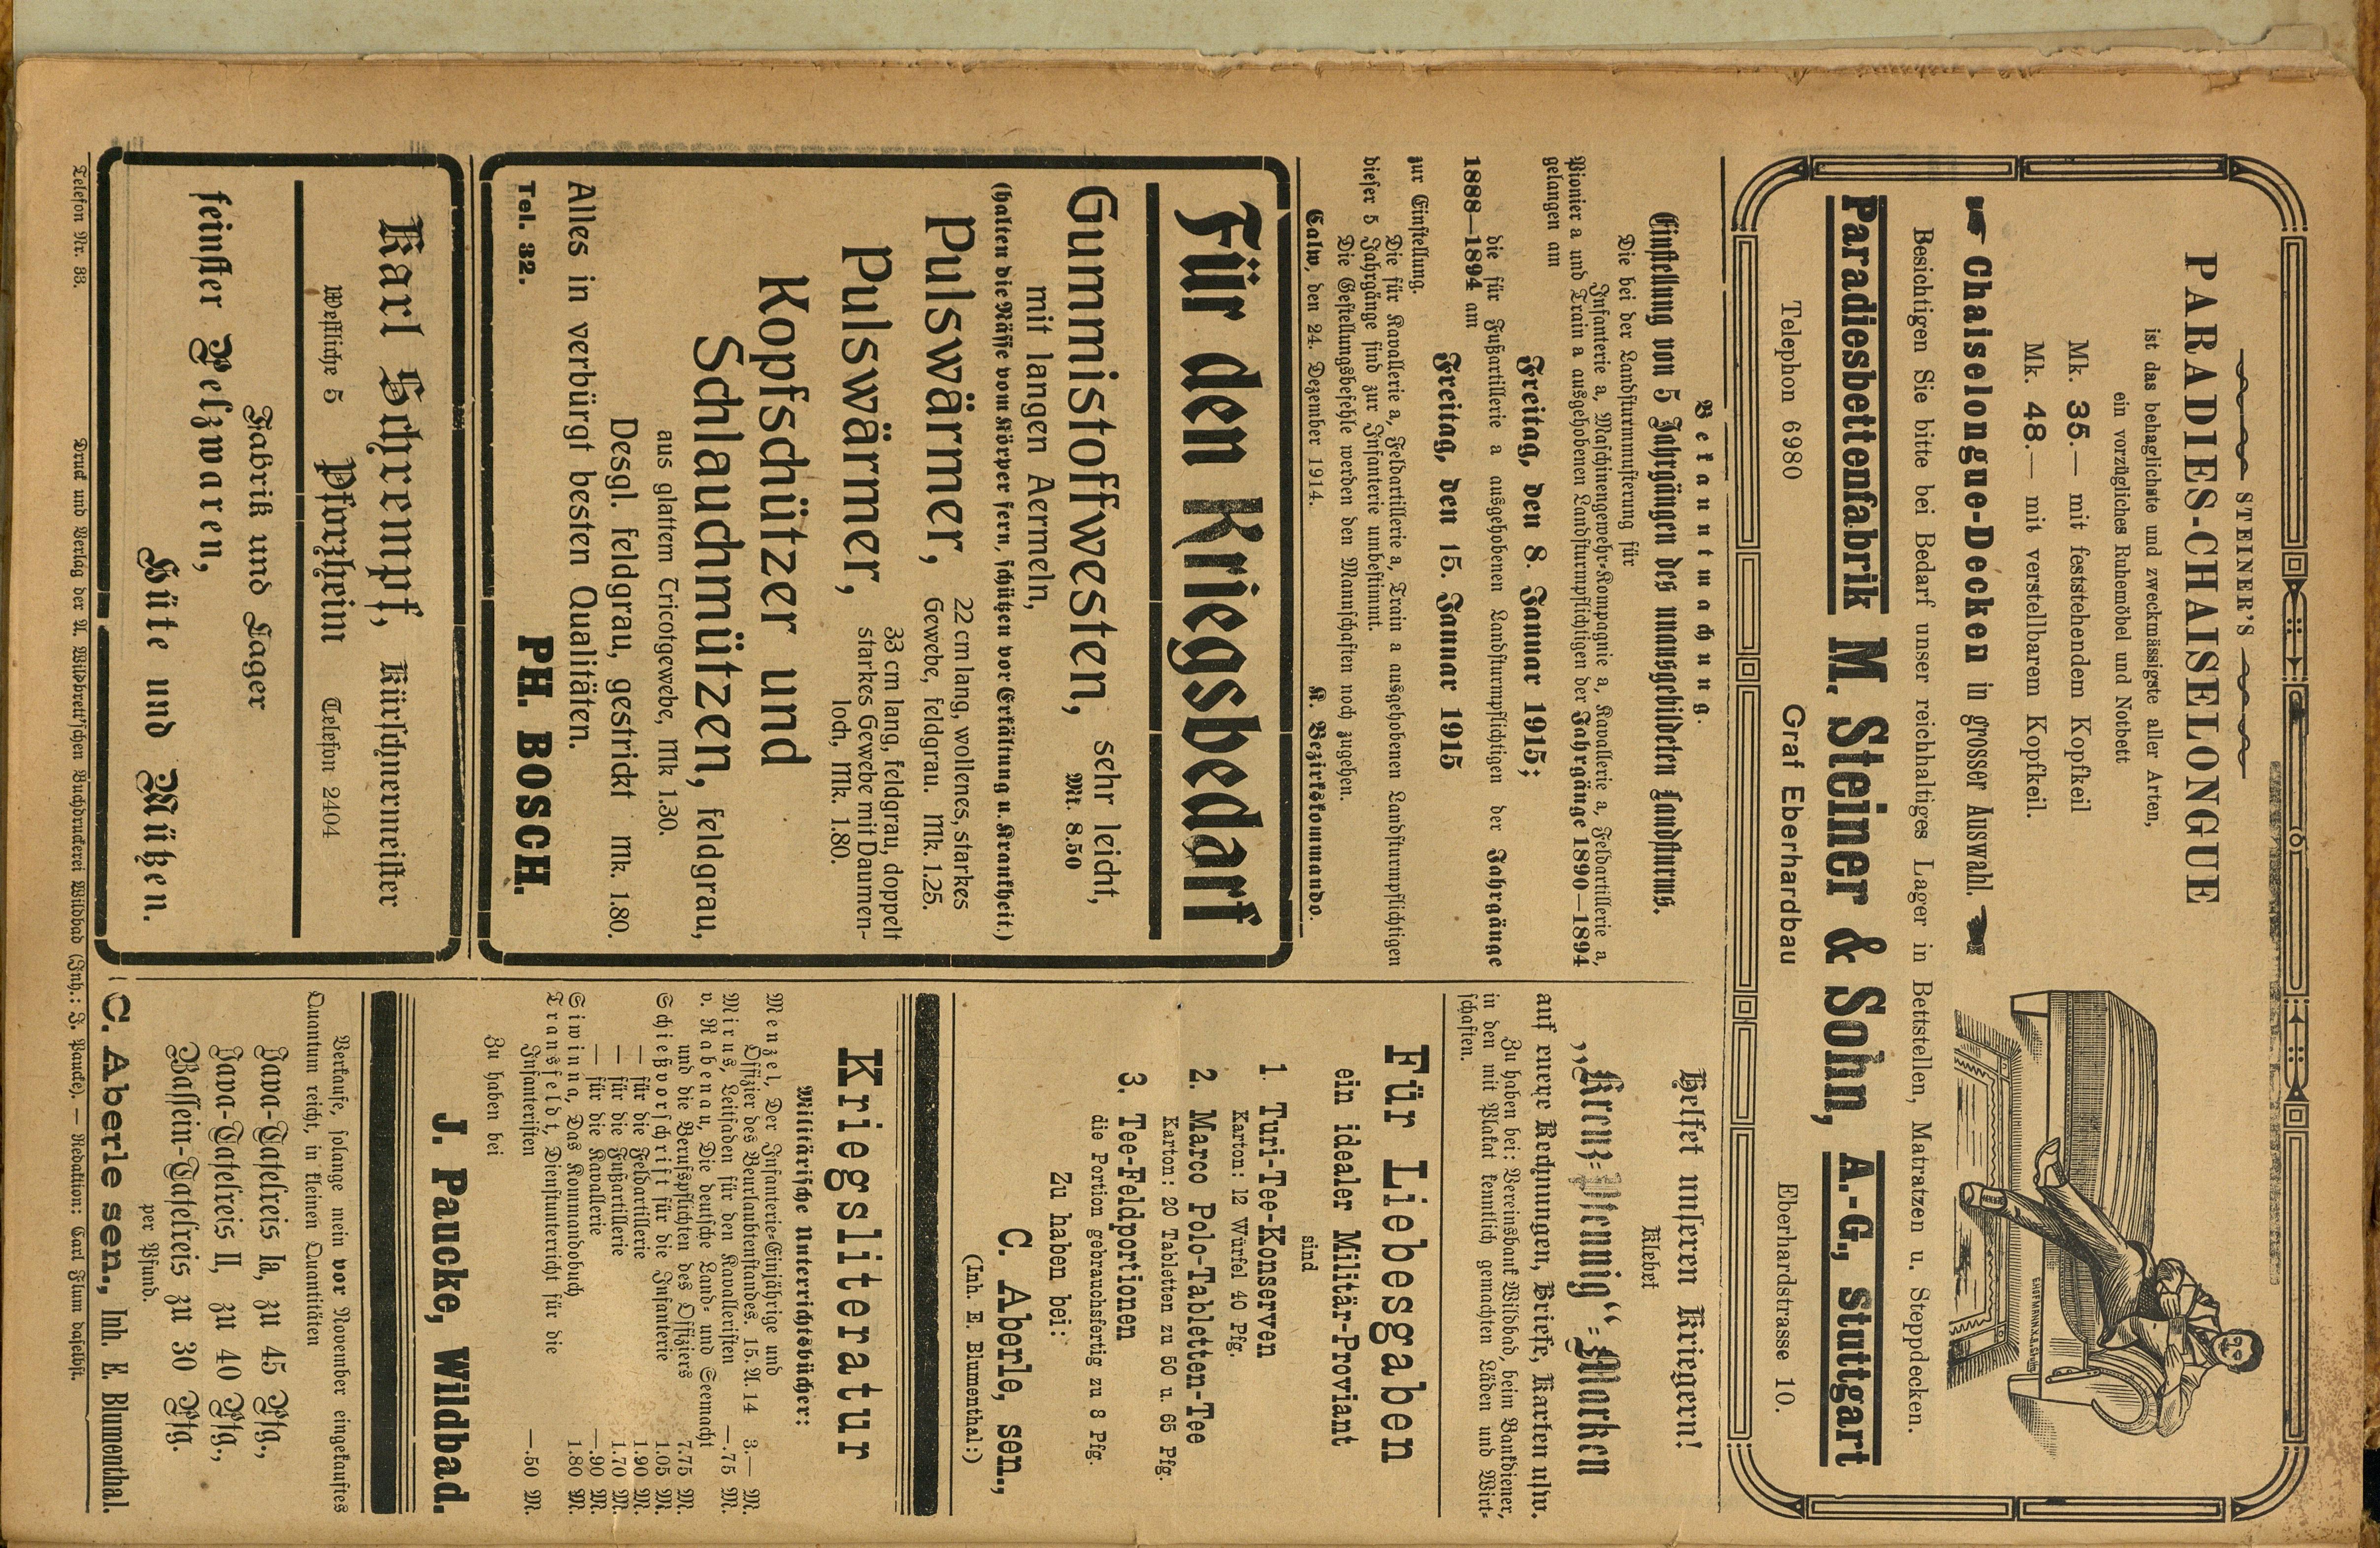 STEINER'S
PARADIES-CHAISELONGUE
ist das behaglichste und zweckmässigste aller Arten,
ein vorzügliches Ruhemöbel und Notbett
Mk. 35.— mit feststehendem Kopfkeil
Mk. 48.— mit verstellbarem Kopfkeil.
Chaiselongue-Decken in grosser Auswahl.
Besichtigen Sie bitte bei Bedarf unser reichhaltiges Lager in Bettstellen, Matratzen u. Steppdecken.
Paradiesbettenfabrik M. Steiner & Sohn, A.-G., Stuttgart
Telephon 6980 Graf Eberhardbau Eberhardstrasse 10.
Bekanntmachung.
Einstellung von 5 Jahrgängen des unausgebildeten Landsturms.
Die bei der Landsturmmusterung für
Infanterie a, Maschinengewehr-Kompagnie a, Kavallerie a, Feldartillerie a,
Pionier a und Train a ausgehobenen Landsturmpflichtigen der Jahrgänge 1890—1894
gelangen am
Freitag, den 8. Januar 1915;
die für Fußartillerie a ausgehobenen Landsturmpflichtigen der Jahrgänge
1888—1894 am
Freitag, den 15. Januar 1915
zur Einstellung.
Die für Kavallerie a, Feldartillerie a, Train a ausgehobenen Landsturmpflichtigen
dieser 5 Jahrgänge sind zur Infanterie umbestimmt.
Die Gestellungsbefehle werden den Mannschaften noch zugehen.
Calw, den 24. Dezember 1914. K. Bezirkskommando.
Für den Kriegsbedarf
Gummistoffwesten, sehr leicht,
mit langen Aermeln, Mk. 8.50
(halten die Nässe vom Körper fern, schützen vor Erkältung u. Krankheit.)
Pulswärmer, 22 cm lang, wollenes, starkes
Gewebe, feldgrau. Mk. 1.25.
Pulswärmer, 33 cm lang, feldgrau, doppelt
starkes Gewebe mit Daumen-
loch, Mk. 1.80.
Kopfschützer und
Schlauchmützen, feldgrau,
aus glattem Tricotgewebe, Mk 1.30.
Desgl. feldgrau, gestrickt Mk. 1.80.
Alles in verbürgt besten Qualitäten.
Tel. 32. PH. BOSCH.
Karl Schrempf, Kürschnermeister
Westliche 5 Pforzheim Telefon 2404
Fabrik und Lager
feinster Pelzwaren,
Hüte und Mützen.
Helfet unseren Kriegern!
Klebet
„Kreuz-Pfennig“-Marken
auf euere Rechnungen, Briefe, Karten usw.
Zu haben bei: Vereinsbank Wildbad, beim Bankdiener,
in den mit Plakat kenntlich gemachten Läden und Wirt-
schaften.
Für Liebesgaben
ein idealer Militär-Proviant
sind
1. Turi-Tee-Konserven
Karton: 12 Würfel 40 Pfg.
2. Marco Polo-Tabletten-Tee
Karton: 20 Tabletten zu 50 u. 65 Pfg.
3. Tee-Feldportionen
die Portion gebrauchsfertig zu 8 Pfg.
Zu haben bei:
C. Aberle, sen.,
(Inh. E. Blumenthal:)
Kriegsliteratur
Militärische Unterrichtsbücher:
Menzel, Der Infanterie-Einjährige und
Offizier des Beurlaubtenstandes. 15. A. 14 3.— M.
Mirus, Leitfaden für den Kavalleristen —.75 M.
v. Rabenau, Die deutsche Land- und Seemacht
und die Berufspflichten des Offiziers 7.75 M.
Schießvorschrift für die Infanterie 1.05 M.
— für die Feldartillerie 1.90 M.
— für die Fußartillerie 1.70 M.
— für die Kavallerie —.90 M.
Siwinna, Das Kommandobuch 1.80 M.
Transfeldt, Dienstunterricht für die
Infanteristen —.50 M.
Zu haben bei
J. Paucke, Wildbad.
Verkaufe, solange mein vor November eingekauftes
Quantum reicht, in kleinen Quantitäten
Java-Tafelreis Ia, zu 45 Pfg.,
Java-Tafelreis II, zu 40 Pfg.,
Bassein-Tafelreis zu 30 Pfg.
per Pfund.
C. Aberle sen., Inh. E. Blumenthal.
Telefon Nr. 33. Druck und Verlag der A. Wildbrett'schen Buchdruckerei Wildbad (Inh.: J. Paucke). — Redaktion: Carl Flum daselbst.